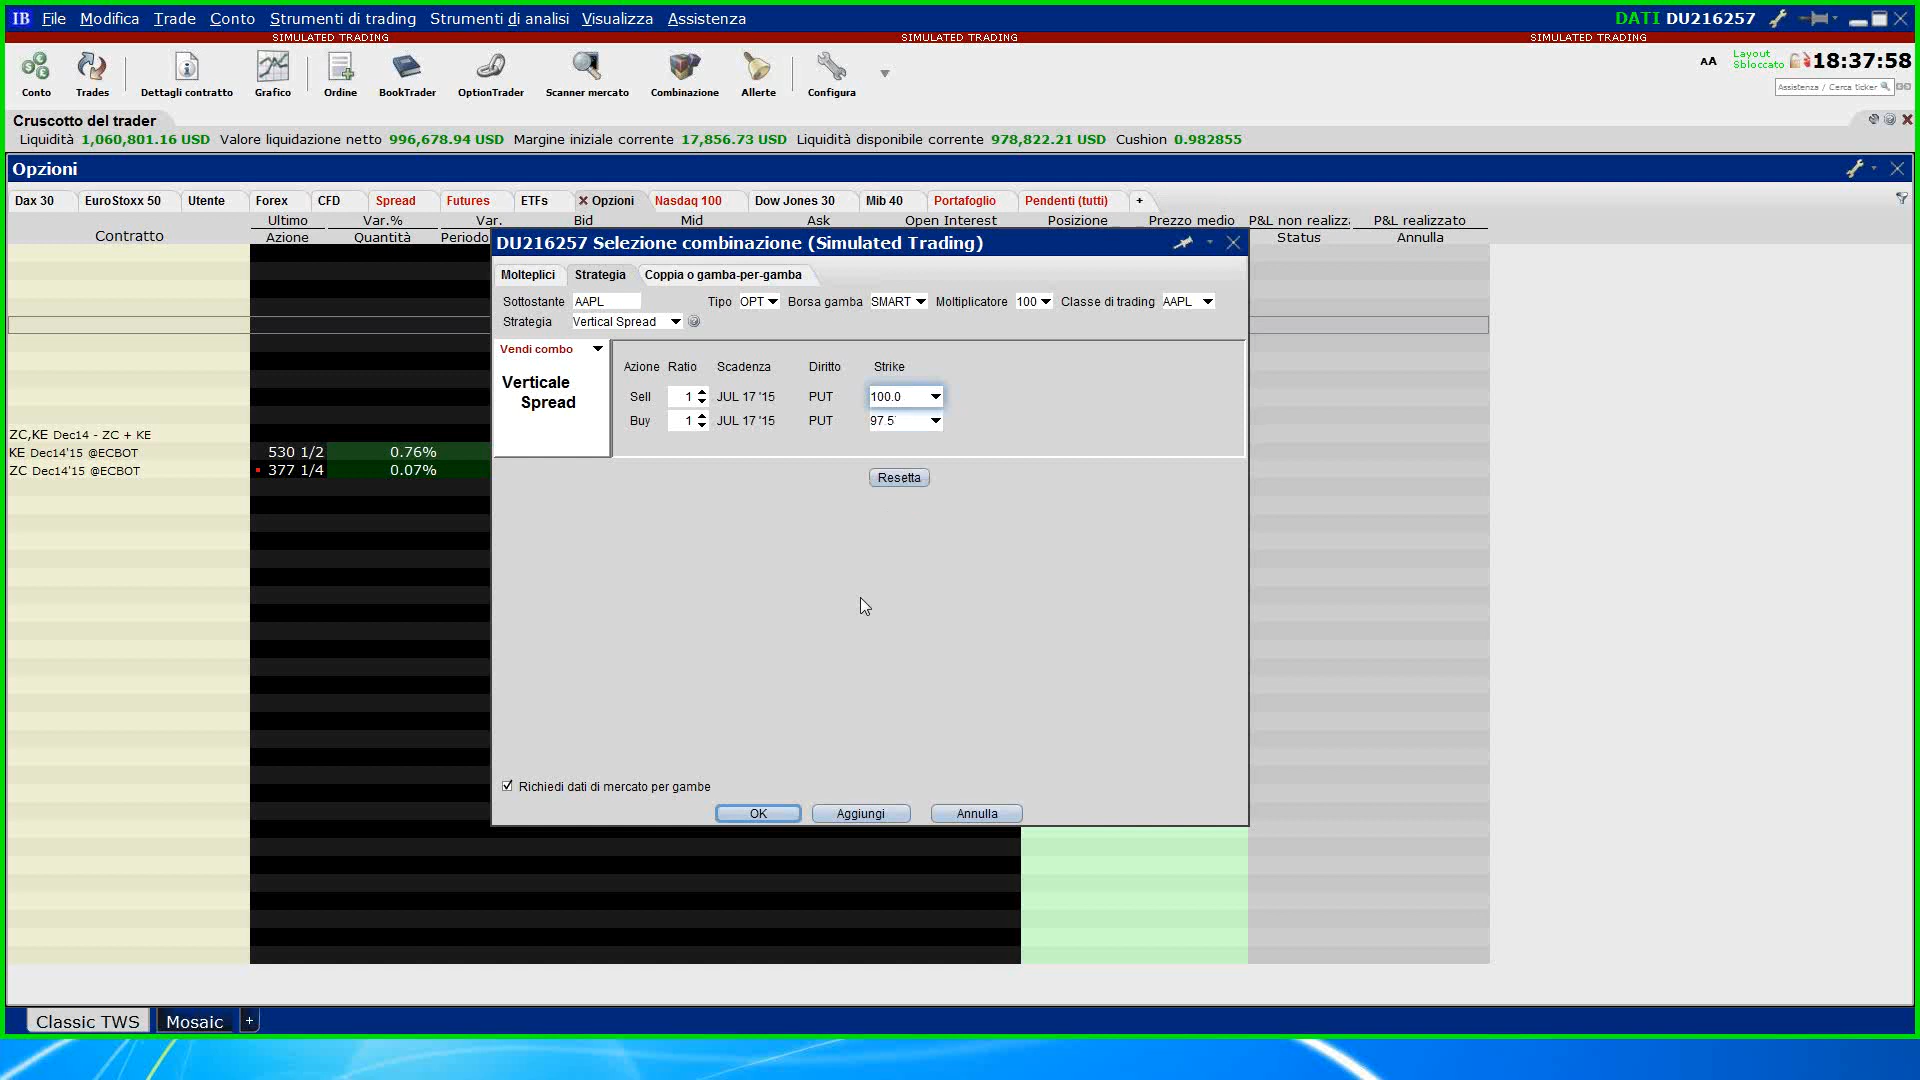 IB File Modifica Trade Conto Strumenti di trading Strumenti di analisi Visualizza Assistenza DATI DU216257
SIMULATED TRADING SIMULATED TRADING SIMULATED TRADING
Conto Trades Dettagli contratto Grafico Ordine BookTrader OptionTrader Scanner mercato Combinazione Allerte Configura
AA Layout Sbloccato 18:37:58
Assistenza / Cerca ticker
Cruscotto del trader
Liquidità 1,060,801.16 USD Valore liquidazione netto 996,678.94 USD Margine iniziale corrente 17,856.73 USD Liquidità disponibile corrente 978,822.21 USD Cushion 0.982855
Opzioni
Dax 30 EuroStoxx 50 Utente Forex CFD Spread Futures ETFs Opzioni Nasdaq 100 Dow Jones 30 Mib 40 Portafoglio Pendenti (tutti) +
Ultimo Var.% Var. Bid Mid Ask Open Interest Posizione Prezzo medio P&L non realizz: P&L realizzato
Contratto Azione Quantità Periodo Status Annulla
DU216257 Selezione combinazione (Simulated Trading)
Molteplici Strategia Coppia o gamba-per-gamba
Sottostante AAPL Tipo OPT Borsa gamba SMART Moltiplicatore 100 Classe di trading AAPL
Strategia Vertical Spread
Vendi combo
Verticale
Spread
Azione Ratio Scadenza Diritto Strike
Sell 1 JUL 17 '15 PUT 100.0
Buy 1 JUL 17 '15 PUT 97.5
Resetta
ZC,KE Dec14 - ZC + KE
KE Dec14'15 @ECBOT 530 1/2 0.76%
ZC Dec14'15 @ECBOT 377 1/4 0.07%
Richiedi dati di mercato per gambe
OK Aggiungi Annulla
Classic TWS Mosaic +